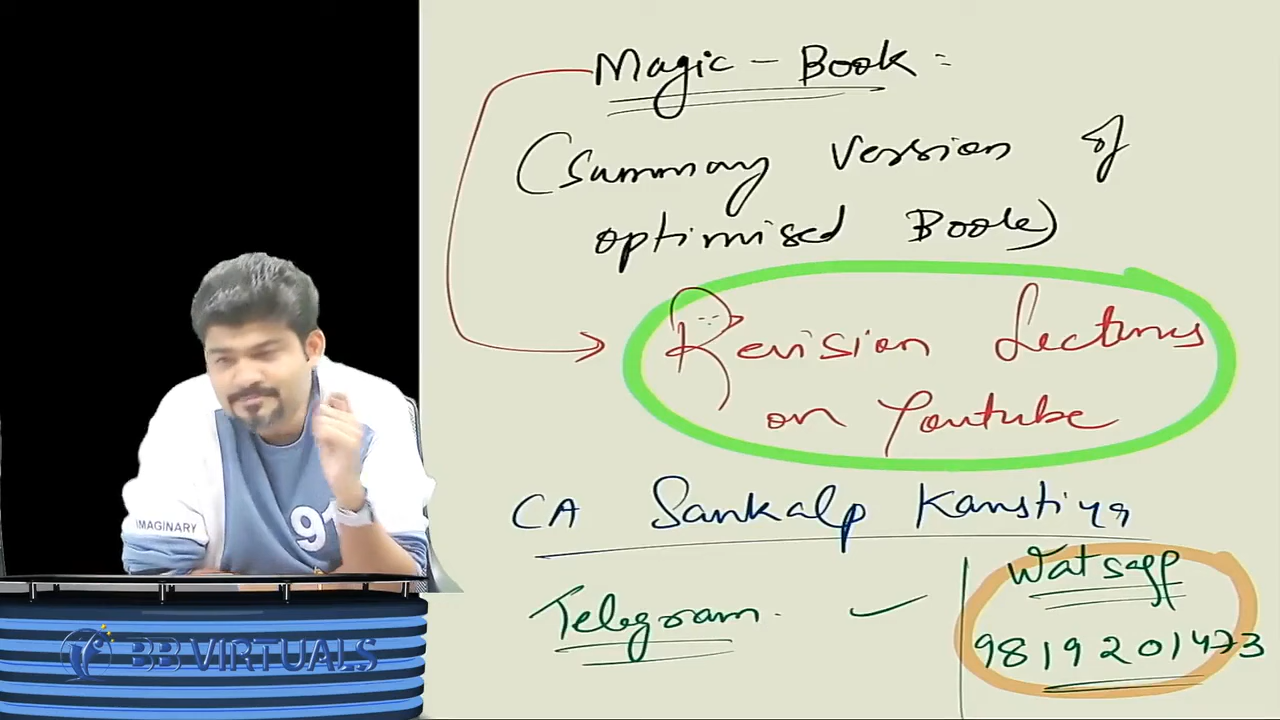 Magic - Book :
(Summary Version of
optimised Book)
Revision Lectures
on Youtube
CA Sankalp Kanstiya
Telegram.
Watsapp
9819201473
IMAGINARY
91
BB VIRTUALS